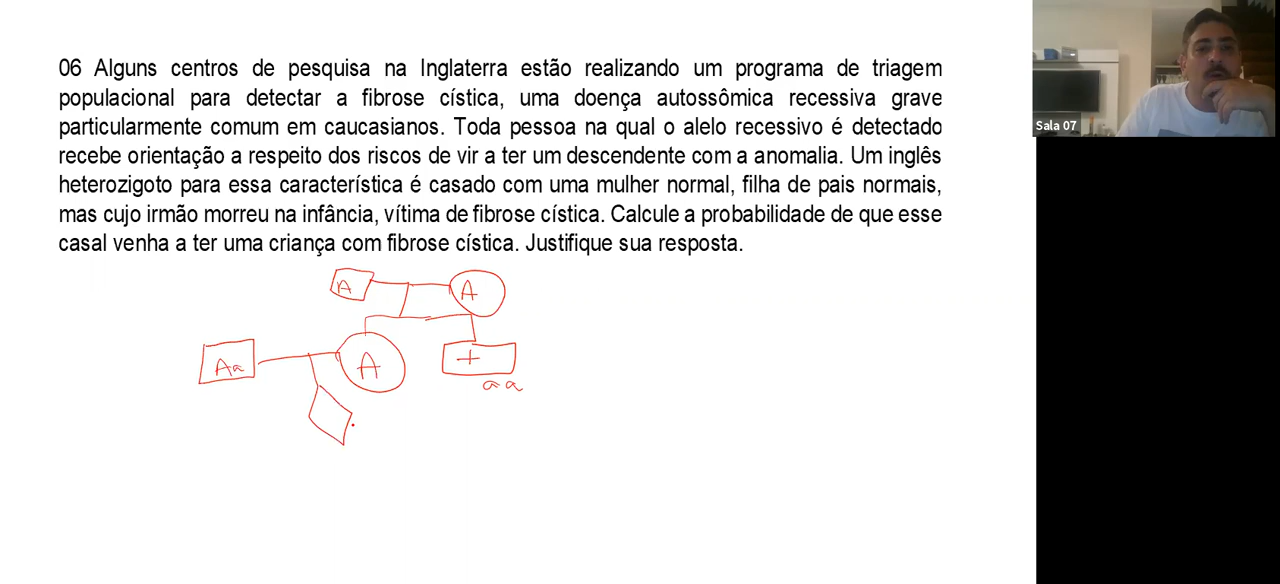 06 Alguns centros de pesquisa na Inglaterra estão realizando um programa de triagem
populacional para detectar a fibrose cística, uma doença autossômica recessiva grave
particularmente comum em caucasianos. Toda pessoa na qual o alelo recessivo é detectado
recebe orientação a respeito dos riscos de vir a ter um descendente com a anomalia. Um inglês
heterozigoto para essa característica é casado com uma mulher normal, filha de pais normais,
mas cujo irmão morreu na infância, vítima de fibrose cística. Calcule a probabilidade de que esse
casal venha a ter uma criança com fibrose cística. Justifique sua resposta.
A A
Aa A +
aa
Sala 07